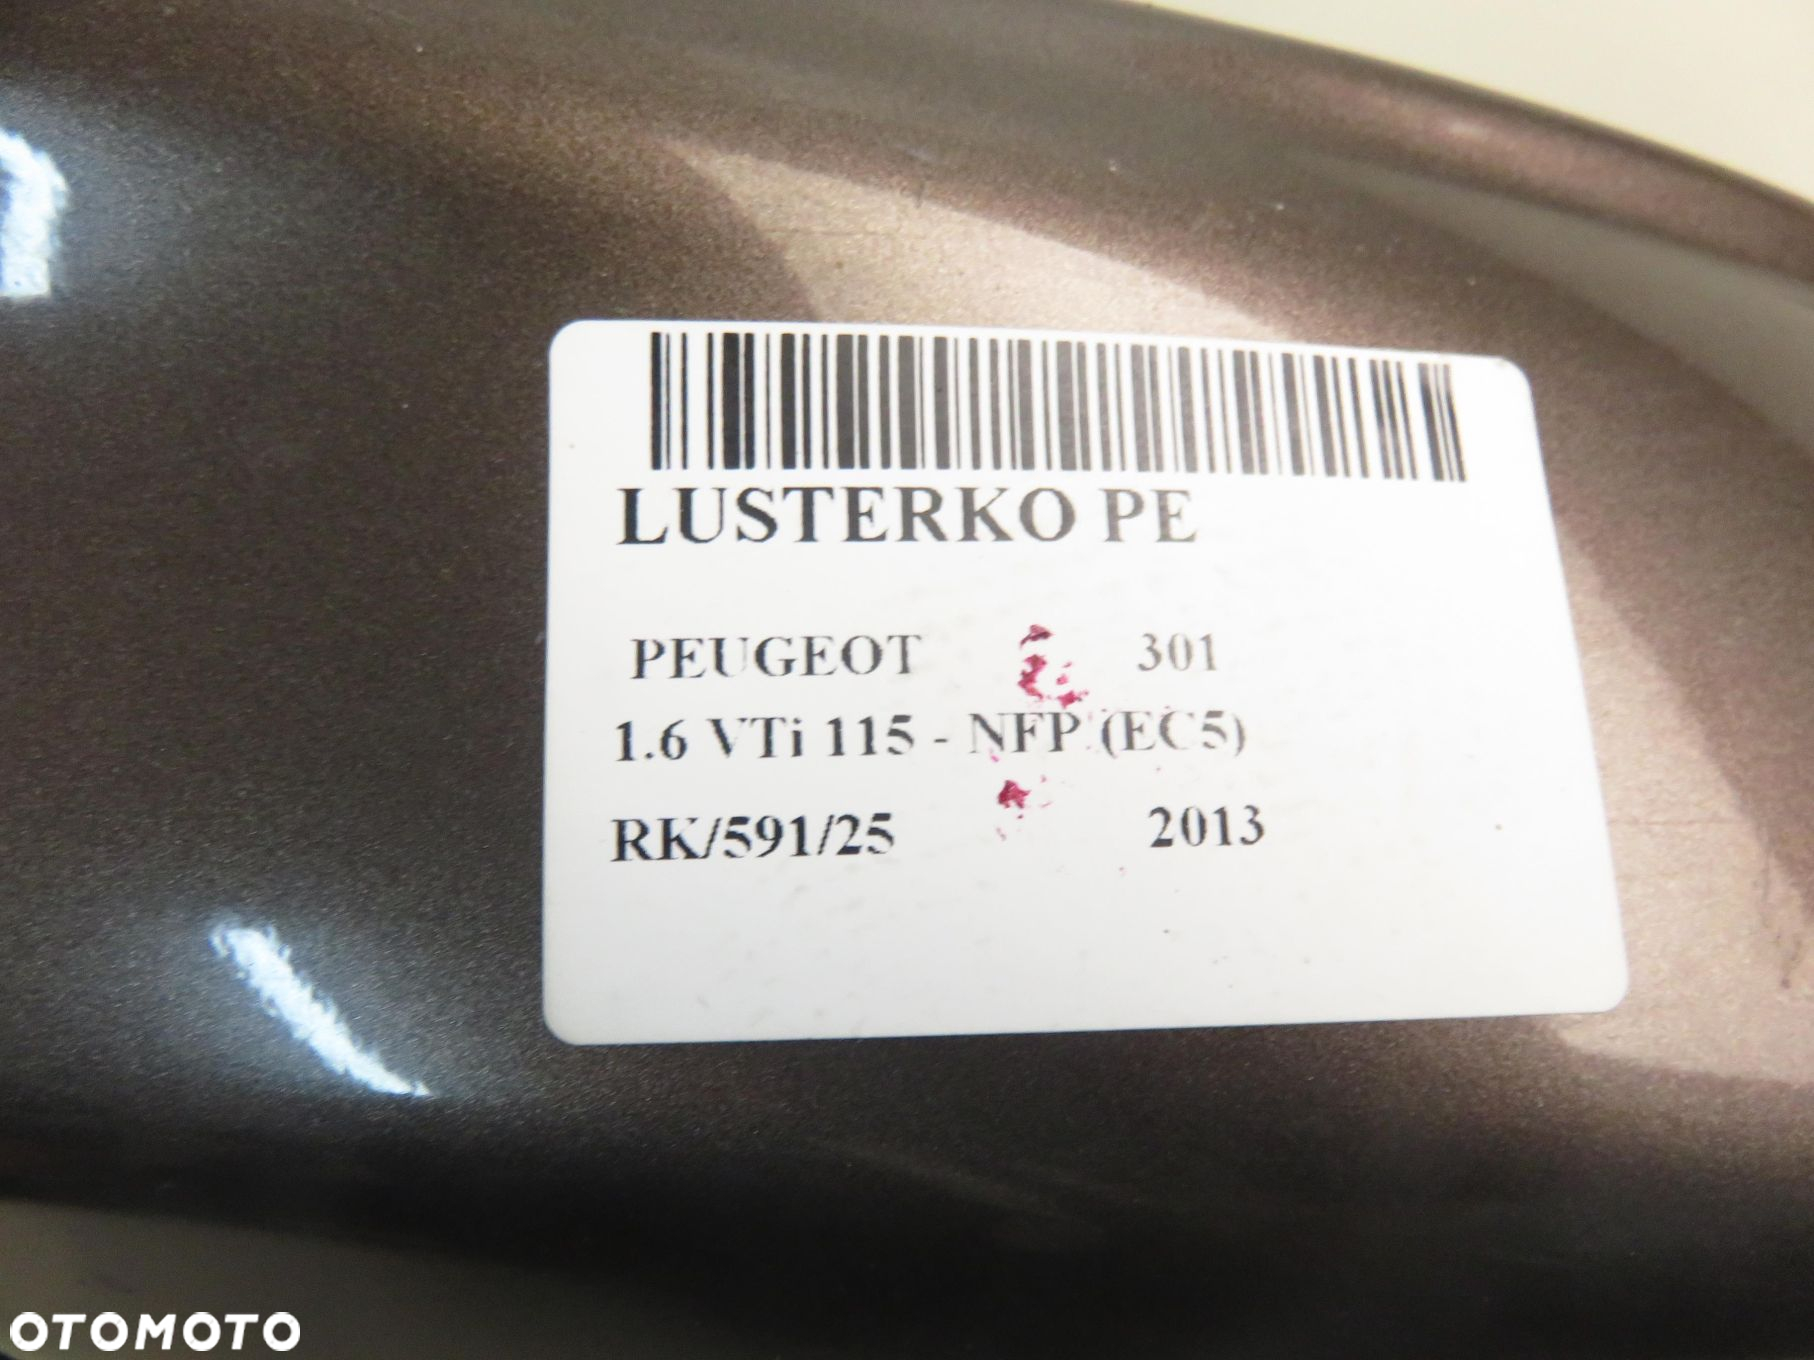 LUSTERKO PE
PEUGEOT 301
1.6 VTi 115 - NFP (EC5)
RK/591/25 2013
OTOMOTO